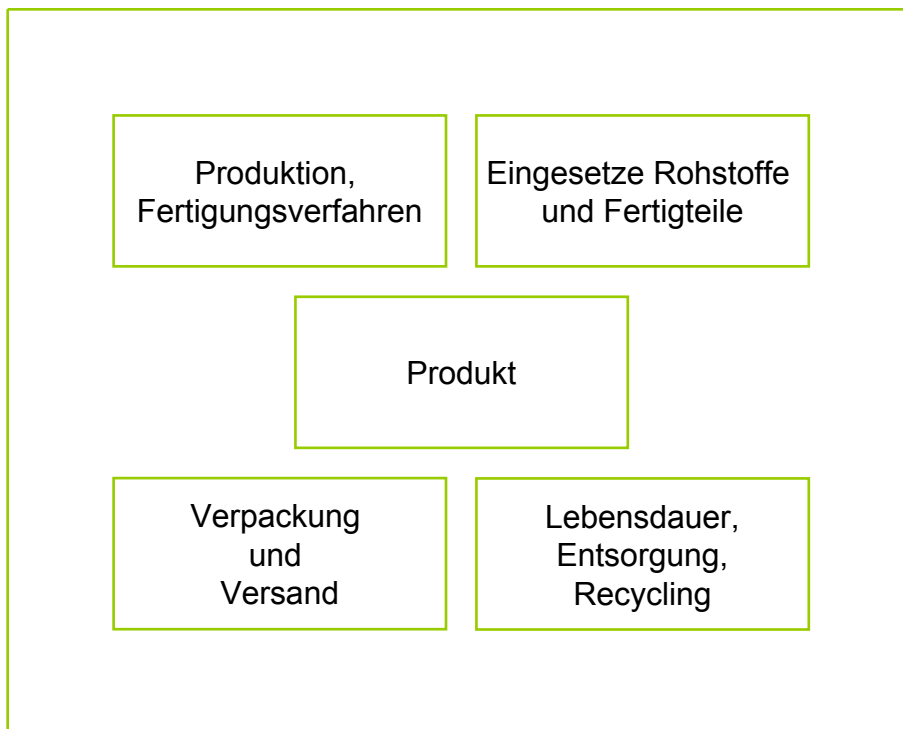 Produktion,
Fertigungsverfahren
Eingesetze Rohstoffe
und Fertigteile
Produkt
Verpackung
und
Versand
Lebensdauer,
Entsorgung,
Recycling